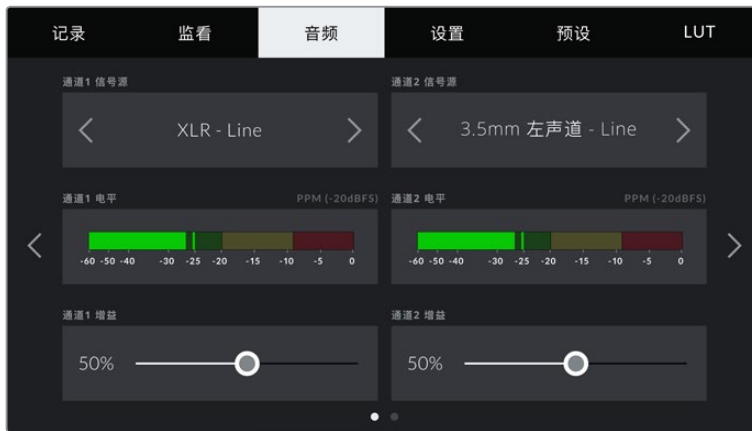 记录 监看 音频 设置 预设 LUT
通道1 信号源 通道2 信号源
XLR - Line 3.5mm 左声道 - Line
通道1 电平 PPM (-20dBFS) 通道2 电平 PPM (-20dBFS)
-60 -50 -40 -30 -25 -20 -15 -10 -5 0 -60 -50 -40 -30 -25 -20 -15 -10 -5 0
通道1 增益 通道2 增益
50% 50%